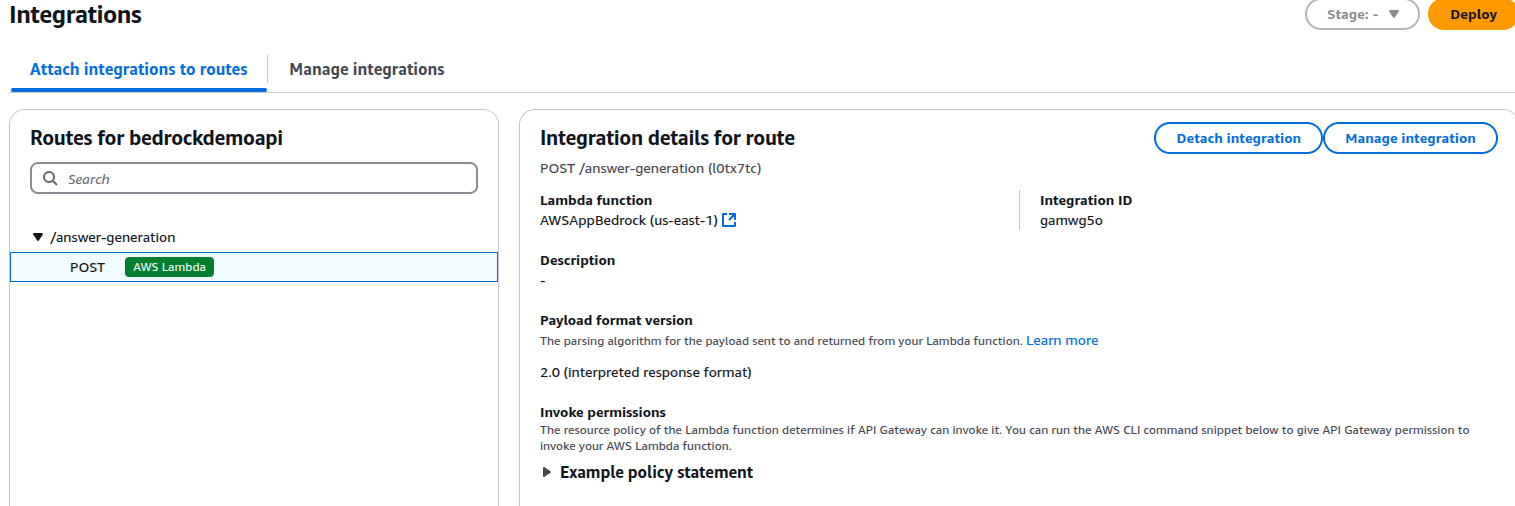 Integrations
Stage: -
Deploy
Attach integrations to routes
Manage integrations
Routes for bedrockdemoapi
Search
/answer-generation
POST AWS Lambda
Integration details for route
Detach integration
Manage integration
POST /answer-generation (l0tx7tc)
Lambda function
AWSAppBedrock (us-east-1)
Integration ID
gamwg5o
Description
-
Payload format version
The parsing algorithm for the payload sent to and returned from your Lambda function. Learn more
2.0 (interpreted response format)
Invoke permissions
The resource policy of the Lambda function determines if API Gateway can invoke it. You can run the AWS CLI command snippet below to give API Gateway permission to
invoke your AWS Lambda function.
Example policy statement